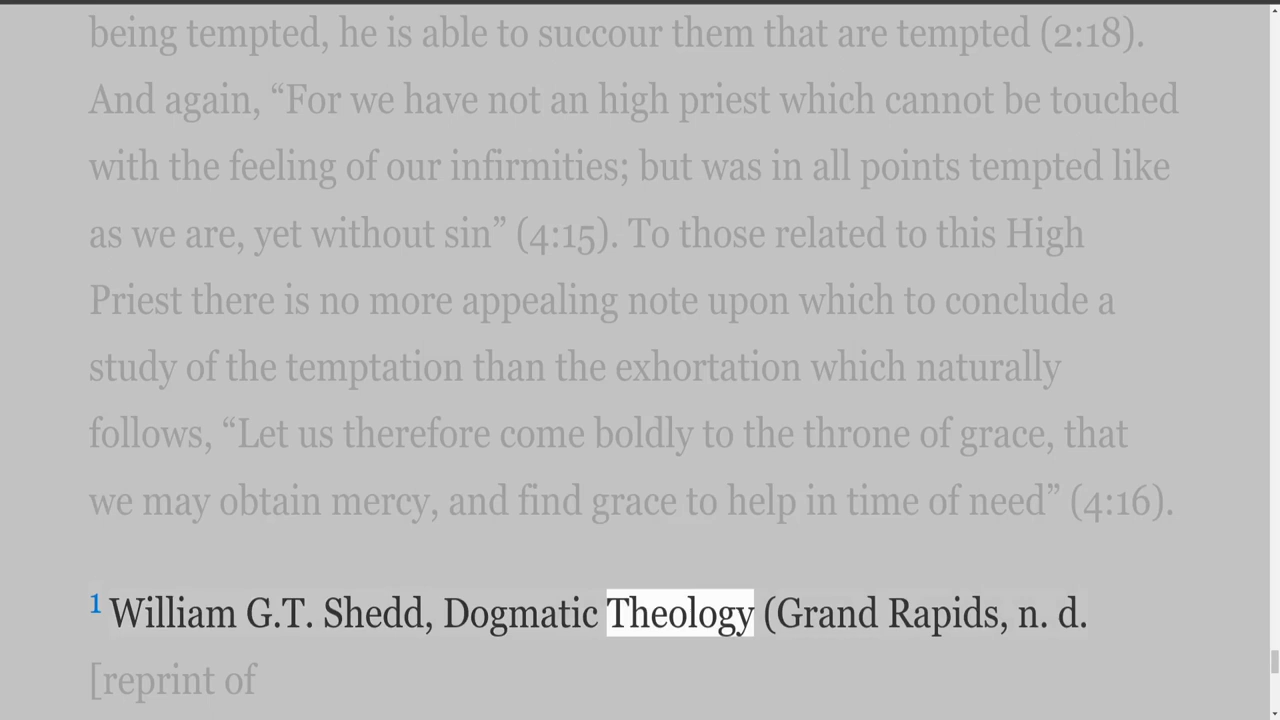 being tempted, he is able to succour them that are tempted (2:18).
And again, “For we have not an high priest which cannot be touched
with the feeling of our infirmities; but was in all points tempted like
as we are, yet without sin” (4:15). To those related to this High
Priest there is no more appealing note upon which to conclude a
study of the temptation than the exhortation which naturally
follows, “Let us therefore come boldly to the throne of grace, that
we may obtain mercy, and find grace to help in time of need” (4:16).
1 William G.T. Shedd, Dogmatic Theology (Grand Rapids, n. d.
[reprint of